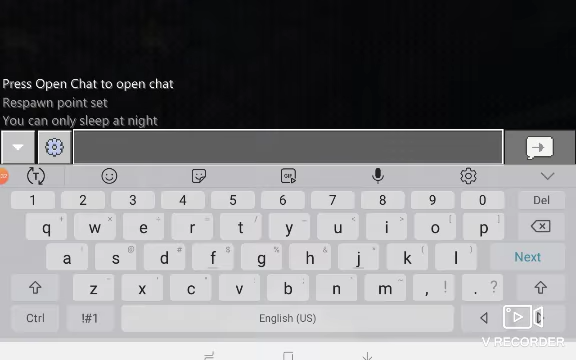 Press Open Chat to open chat
Respawn point set
You can only sleep at night
GIF
1 2 3 4 5 6 7 8 9 0 Del
q w e r t y u i o p
a s d f g h j k l Next
z x c v b n m , ! . ?
Ctrl !#1 English (US)
V RECORDER